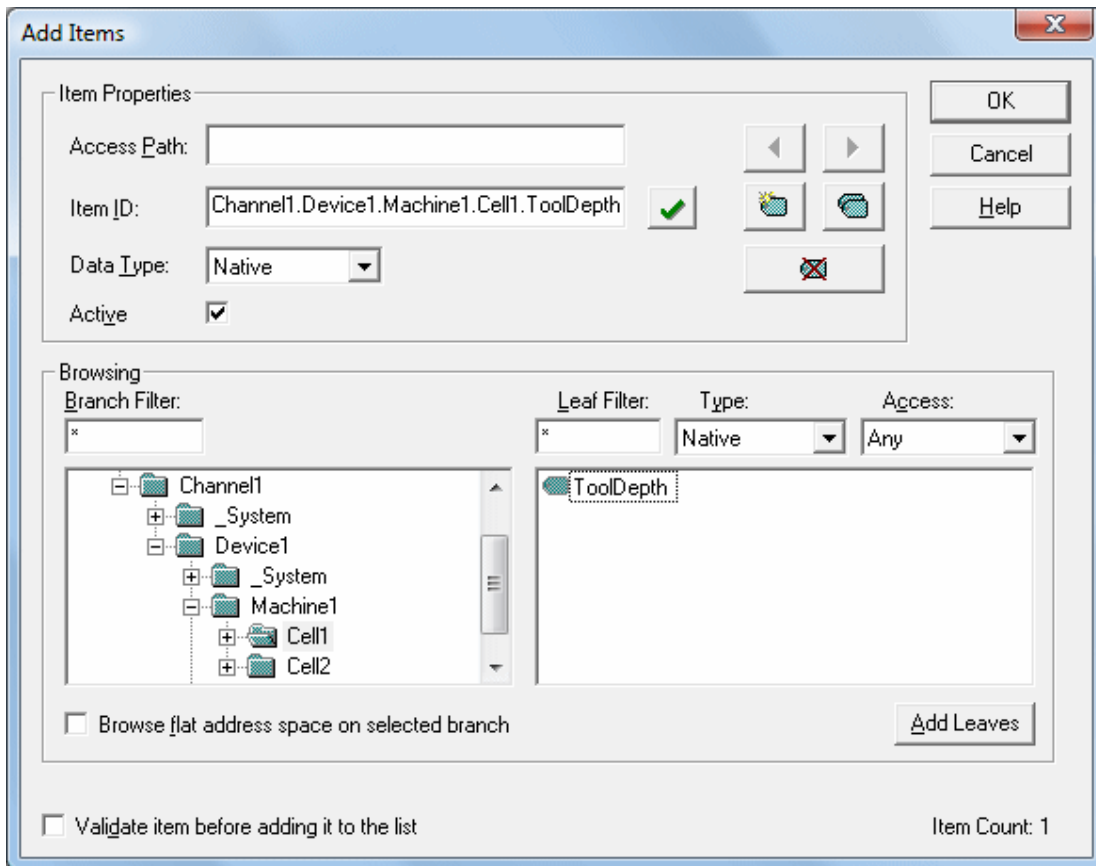 Add Items
Item Properties
Access Path:
OK
Cancel
Item ID: Channel1.Device1.Machine1.Cell1.ToolDepth
Help
Data Type: Native
Active
Browsing
Branch Filter: Leaf Filter: Type: Access:
* * Native Any
Channel1 ToolDepth
_System
Device1
_System
Machine1
Cell1
Cell2
Browse flat address space on selected branch Add Leaves
Validate item before adding it to the list Item Count: 1